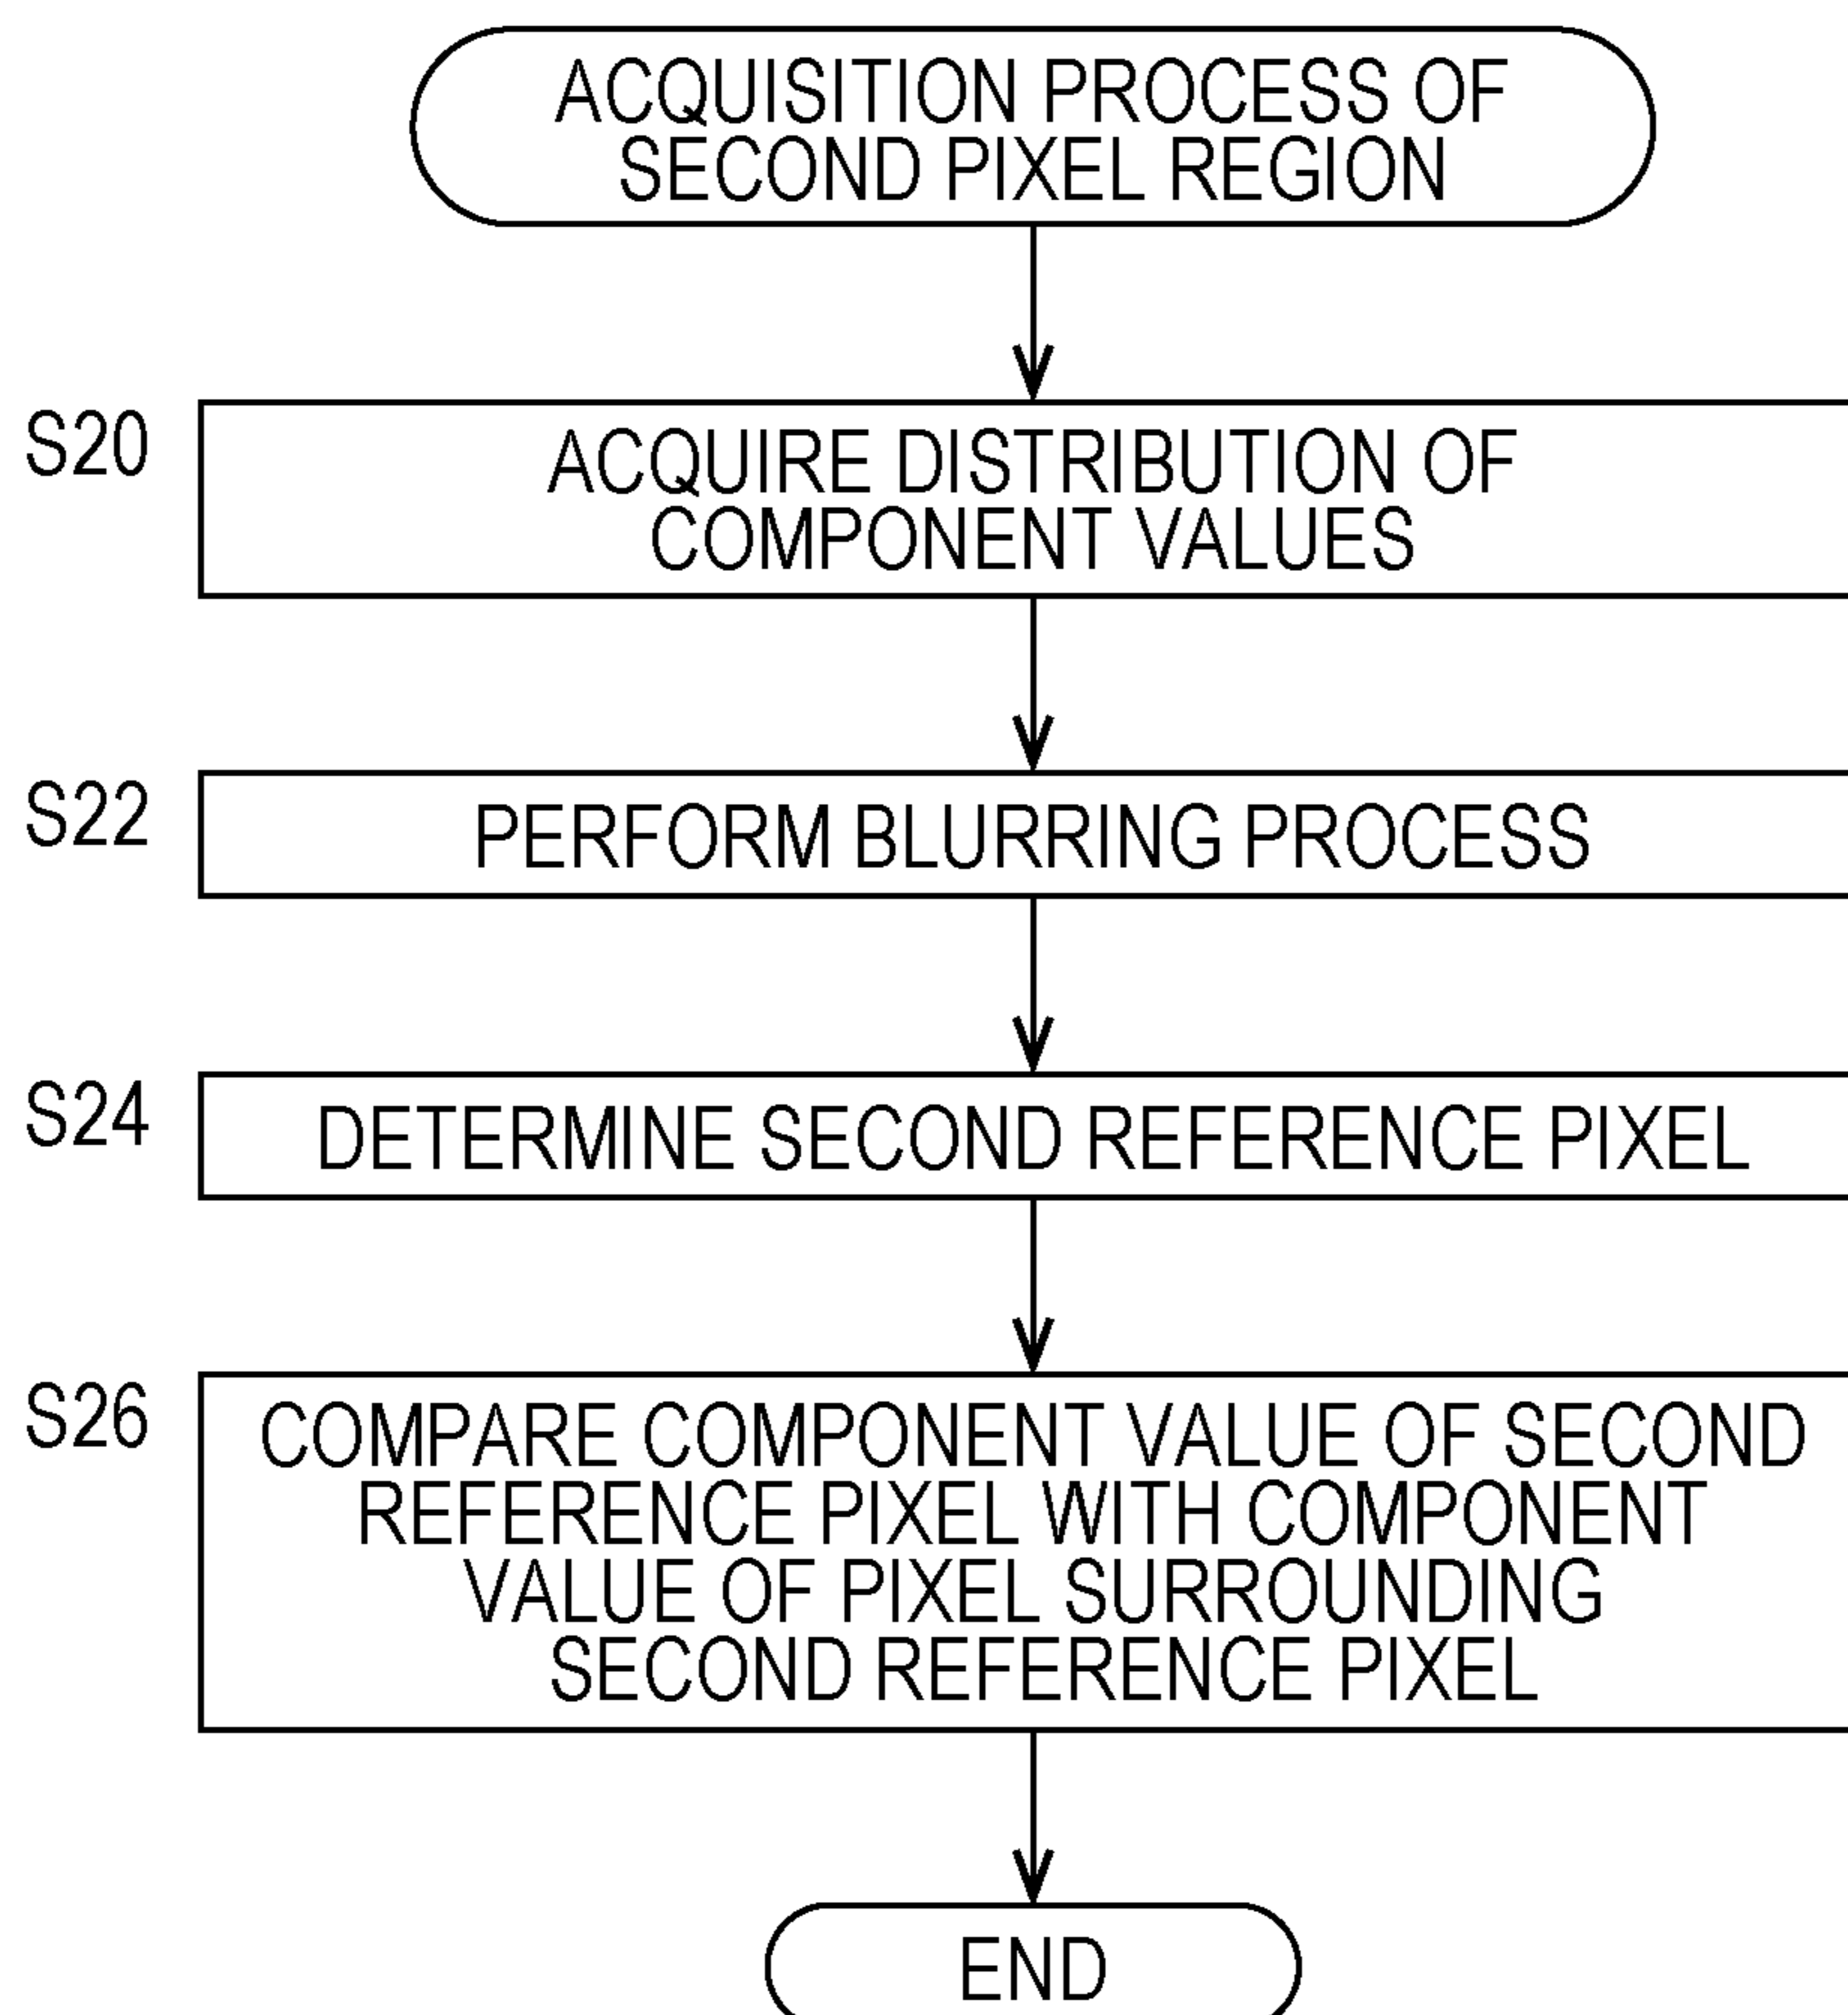 ACQUISITION PROCESS OF
SECOND PIXEL REGION
S20
ACQUIRE DISTRIBUTION OF
COMPONENT VALUES
S22
PERFORM BLURRING PROCESS
S24
DETERMINE SECOND REFERENCE PIXEL
S26
COMPARE COMPONENT VALUE OF SECOND
REFERENCE PIXEL WITH COMPONENT
VALUE OF PIXEL SURROUNDING
SECOND REFERENCE PIXEL
END